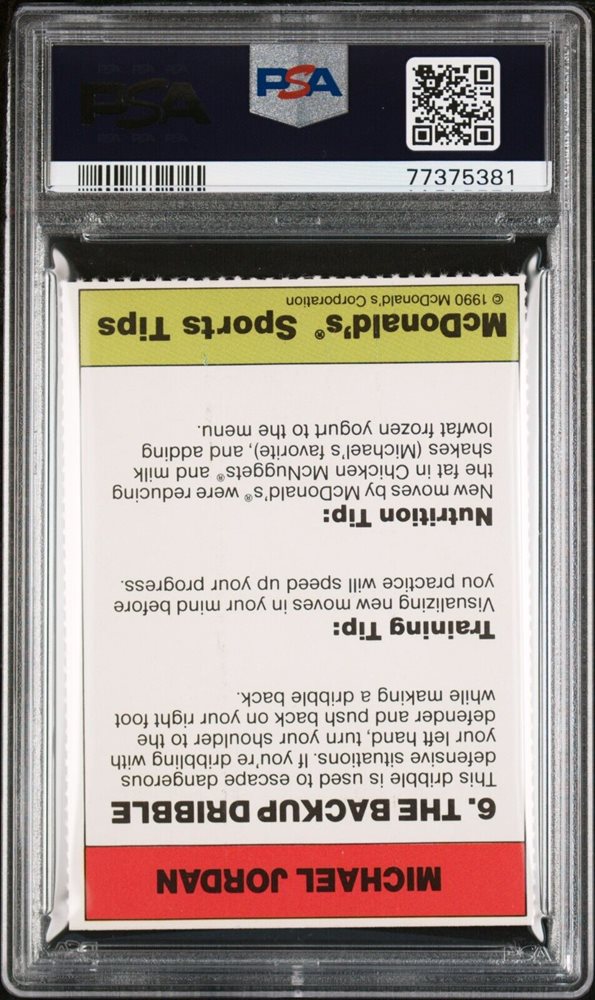 PSA
PSA
77375381
MICHAEL JORDAN
6. THE BACKUP DRIBBLE
This dribble is used to escape dangerous
defensive situations. If you're dribbling with
your left hand, turn your shoulder to the
defender and push back on your right foot
while making a dribble back.
Training Tip:
Visualizing new moves in your mind before
you practice will speed up your progress.
Nutrition Tip:
New moves by McDonald's® were reducing
the fat in Chicken McNuggets® and milk
shakes (Michael's favorite), and adding
lowfat frozen yogurt to the menu.
McDonald's® Sports Tips
© 1990 McDonald's Corporation
PSA
PSA